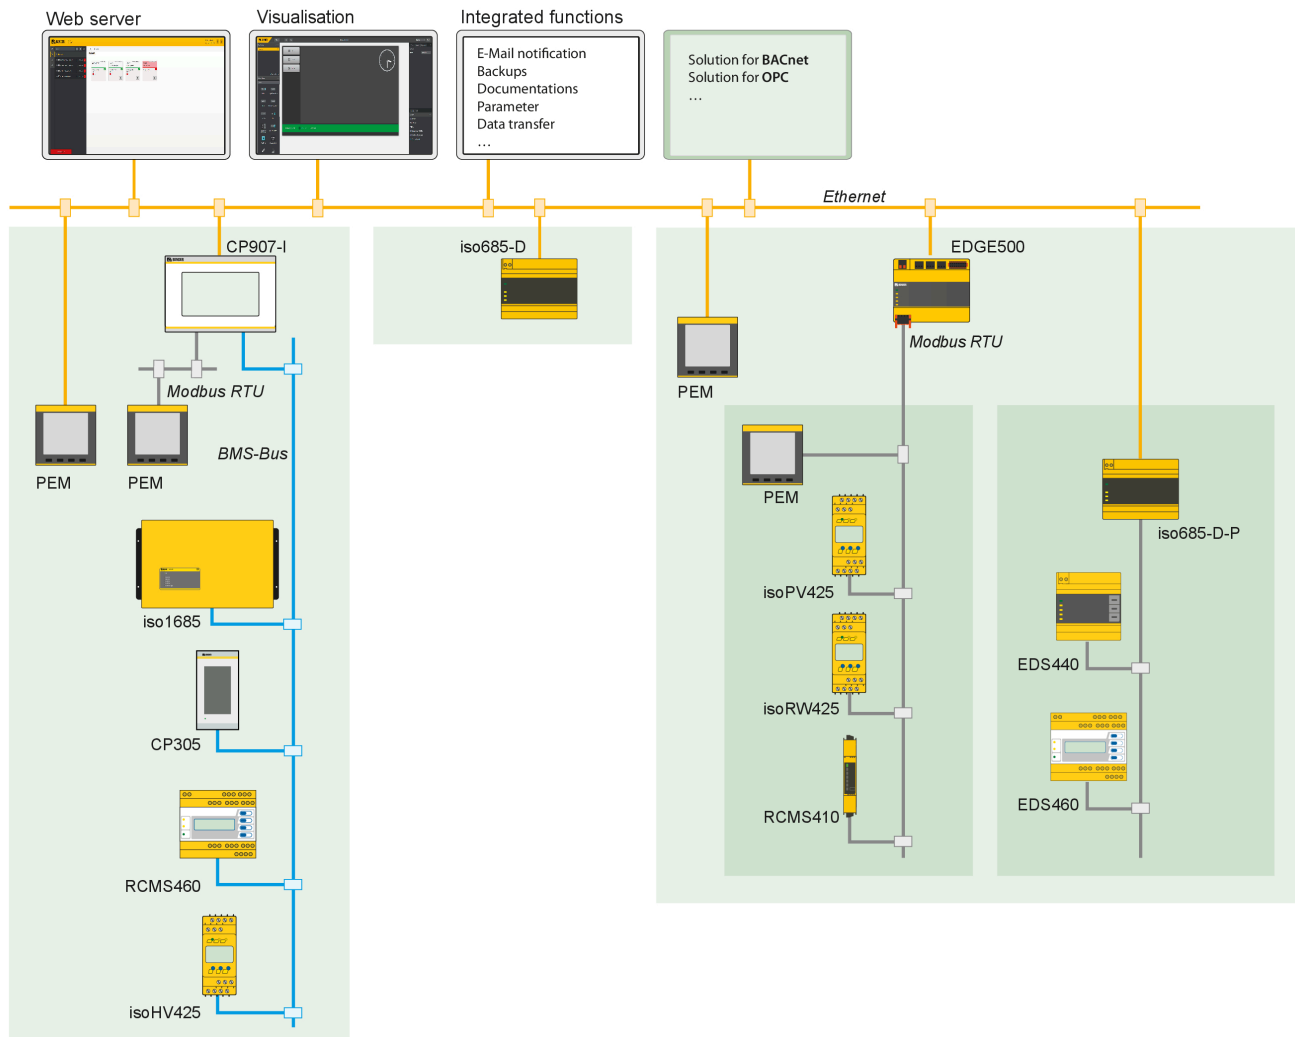 Web server
Visualisation
Integrated functions
E-Mail notification
Backups
Documentations
Parameter
Data transfer
...
Solution for BACnet
Solution for OPC
...
Ethernet
CP907-I
iso685-D
EDGE500
Modbus RTU
PEM
Modbus RTU
BMS-Bus
PEM
PEM
PEM
iso685-D-P
isoPV425
iso1685
EDS440
isoRW425
CP305
EDS460
RCMS410
RCMS460
isoHV425